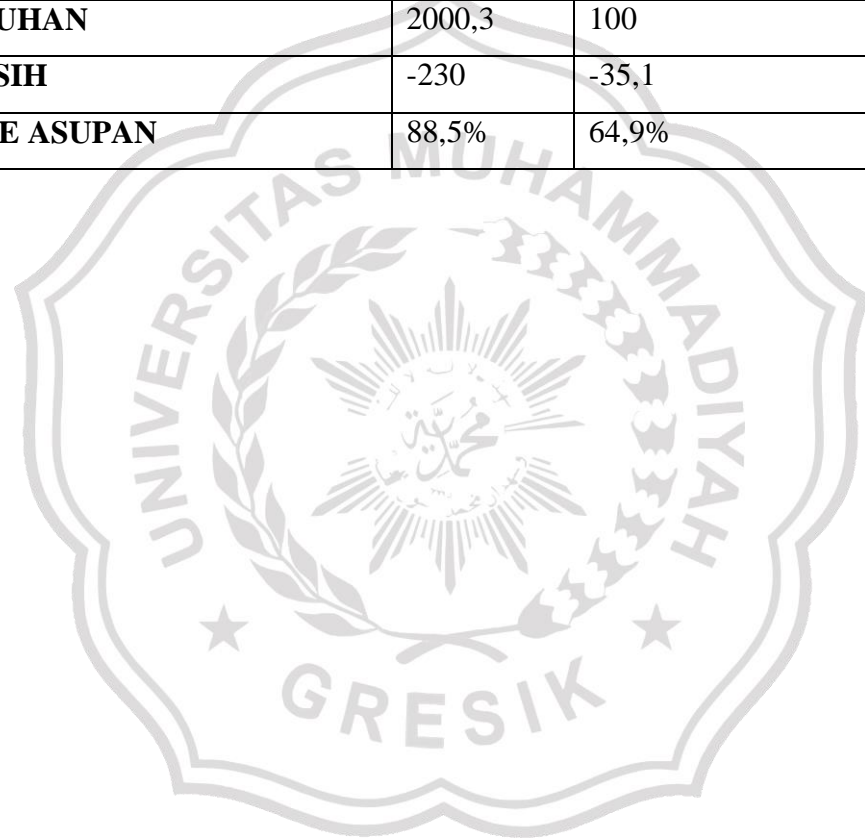 UHAN 2000,3 100
SIH -230 -35,1
E ASUPAN 88,5% 64,9%
UNIVERSITAS MUHAMMADIYAH
GRESIK